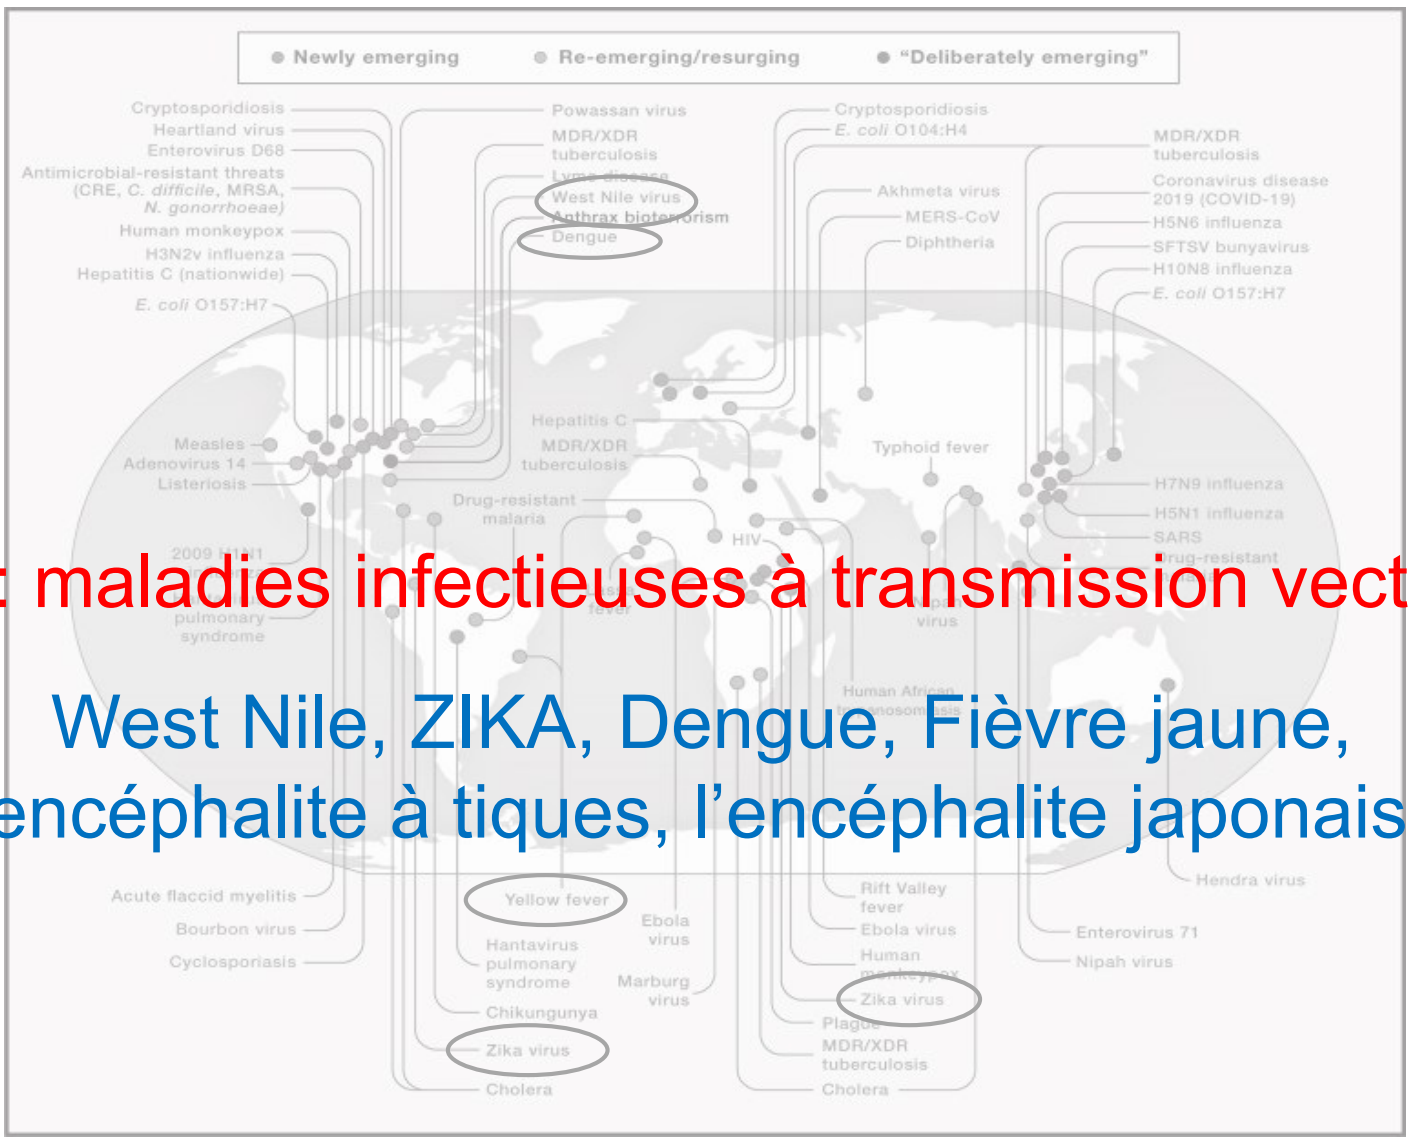 Newly emerging
Re-emerging/resurging
“Deliberately emerging”
Cryptosporidiosis
Heartland virus
Enterovirus D68
Antimicrobial-resistant threats
(CRE, C. difficile, MRSA,
N. gonorrhoeae)
Human monkeypox
H3N2v influenza
Hepatitis C (nationwide)
E. coli O157:H7
Powassan virus
MDR/XDR
tuberculosis
Lyme disease
West Nile virus
Anthrax bioterrorism
Dengue
Cryptosporidiosis
E. coli O104:H4
Akhmeta virus
MERS-CoV
Diphtheria
MDR/XDR
tuberculosis
Coronavirus disease
2019 (COVID-19)
H5N6 influenza
SFTSV bunyavirus
H10N8 influenza
E. coli O157:H7
Measles
Adenovirus 14
Listeriosis
Hepatitis C
MDR/XDR
tuberculosis
Drug-resistant
malaria
HIV
Typhoid fever
H7N9 influenza
H5N1 influenza
SARS
Drug-resistant
2009 H1N1
: maladies infectieuses à transmission vect
fever
Nipah
virus
pulmonary
syndrome
Human African
West Nile, ZIKA, Dengue, Fièvre jaune,
encéphalite à tiques, l’encéphalite japonais
Acute flaccid myelitis
Bourbon virus
Cyclosporiasis
Yellow fever
Hantavirus
pulmonary
syndrome
Chikungunya
Zika virus
Cholera
Ebola
virus
Marburg
virus
Rift Valley
fever
Ebola virus
Human
monkeypox
Zika virus
Plague
MDR/XDR
tuberculosis
Cholera
Hendra virus
Enterovirus 71
Nipah virus